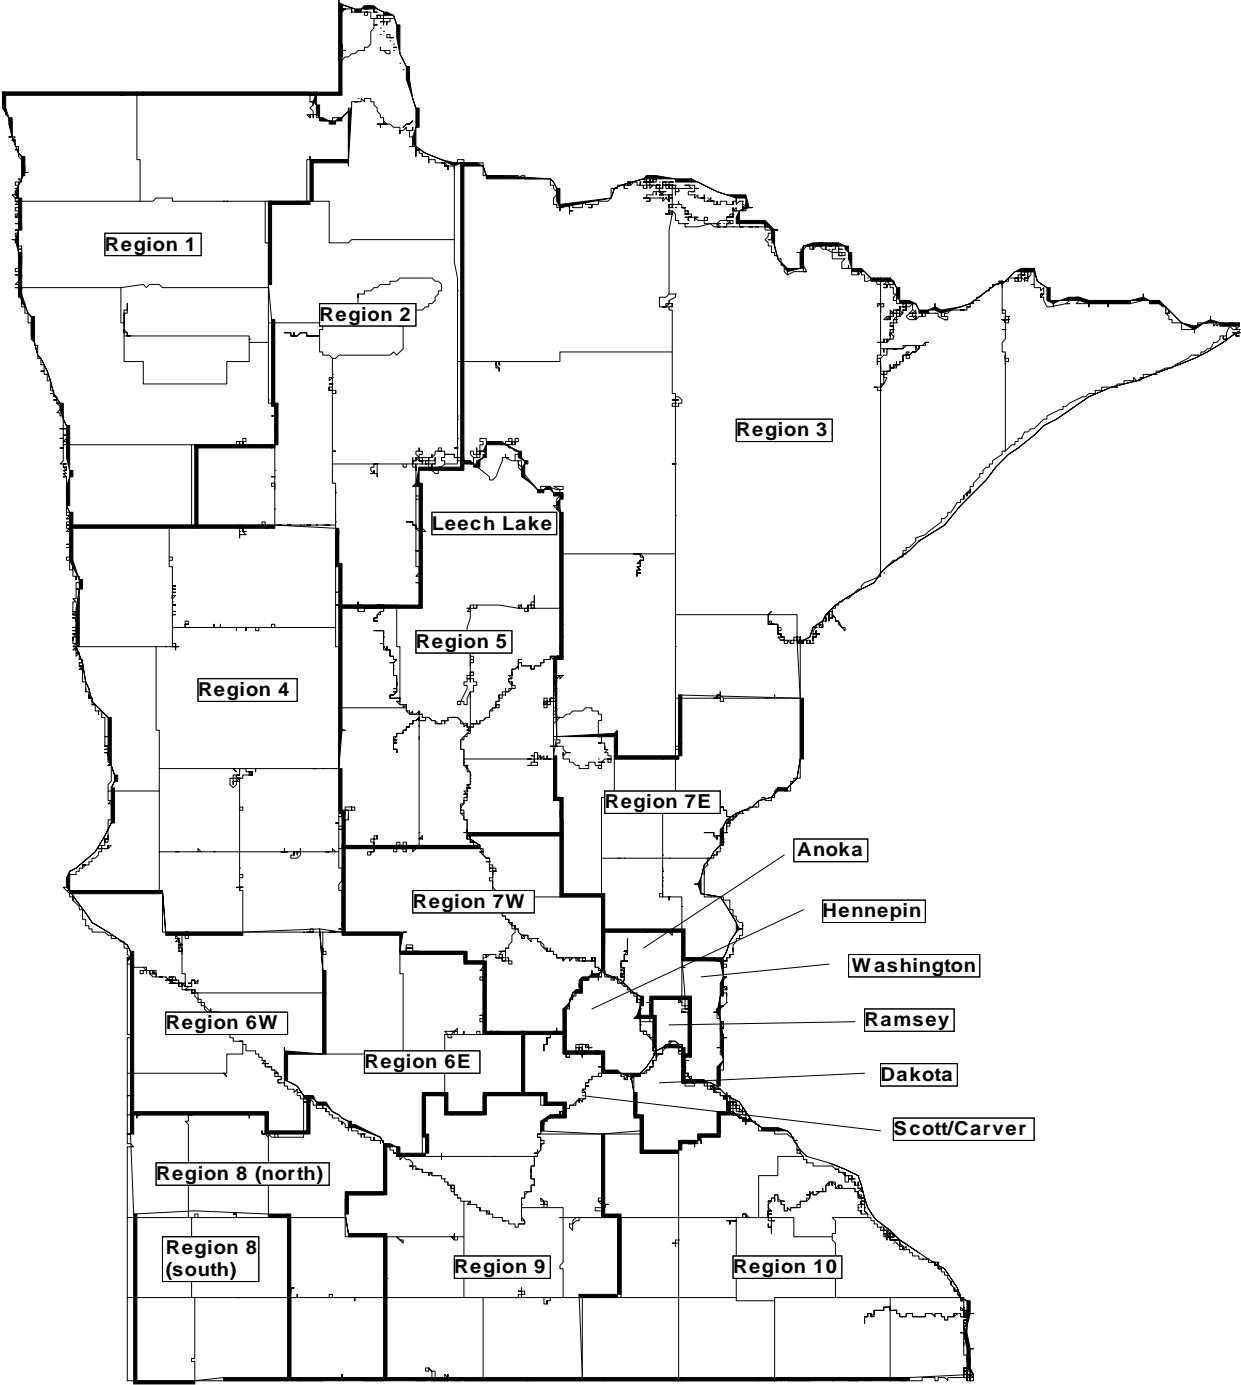 Region 1
Region 2
Region 3
Leech Lake
Region 5
Region 4
Region 7E
Anoka
Region 7W
Hennepin
Washington
Region 6W
Ramsey
Region 6E
Dakota
Scott/Carver
Region 8 (north)
Region 8
(south)
Region 9
Region 10